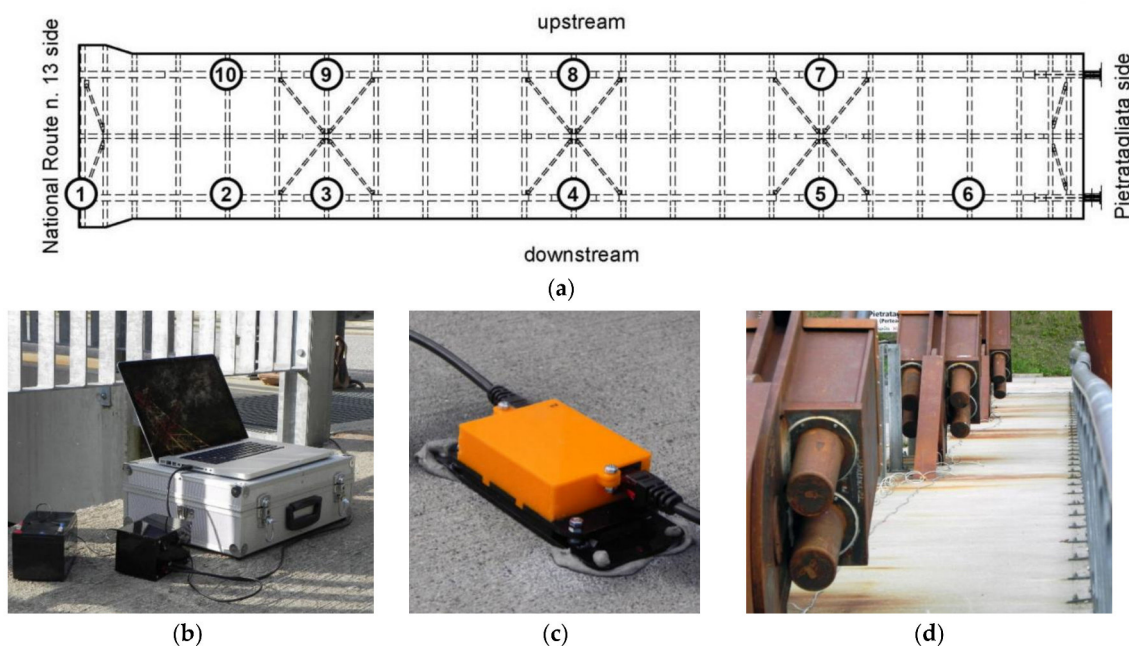 upstream
National Route n. 13 side
10
9
8
7
Pietratagliata side
1
2
3
4
5
6
downstream
(a)
(b)
(c)
(d)